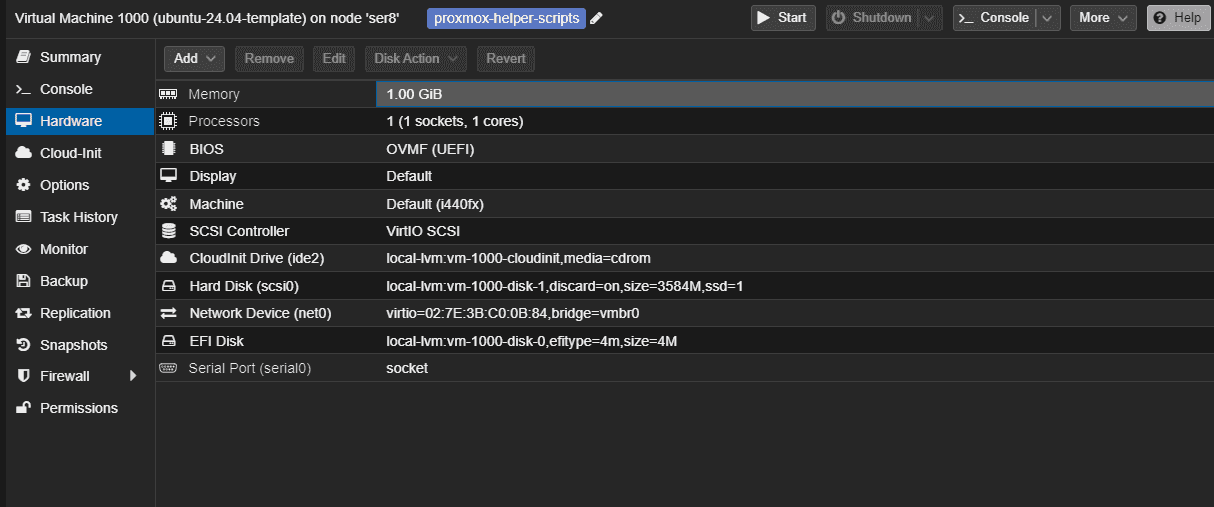 Virtual Machine 1000 (ubuntu-24.04-template) on node 'ser8' proxmox-helper-scripts Start Shutdown Console More Help
Summary
Console
Hardware
Cloud-Init
Options
Task History
Monitor
Backup
Replication
Snapshots
Firewall
Permissions
Add Remove Edit Disk Action Revert
Memory 1.00 GiB
Processors 1 (1 sockets, 1 cores)
BIOS OVMF (UEFI)
Display Default
Machine Default (i440fx)
SCSI Controller VirtIO SCSI
CloudInit Drive (ide2) local-lvm:vm-1000-cloudinit,media=cdrom
Hard Disk (scsi0) local-lvm:vm-1000-disk-1,discard=on,size=3584M,ssd=1
Network Device (net0) virtio=02:7E:3B:C0:0B:84,bridge=vmbr0
EFI Disk local-lvm:vm-1000-disk-0,efitype=4m,size=4M
Serial Port (serial0) socket